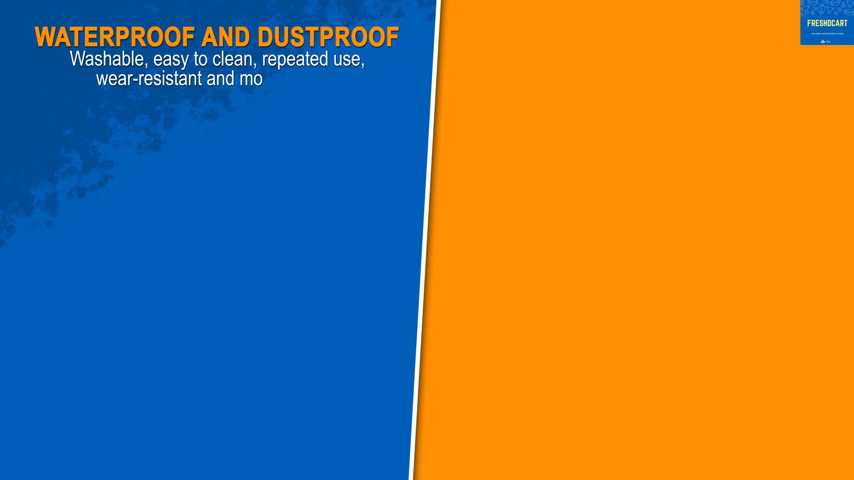 WATERPROOF AND DUSTPROOF
Washable, easy to clean, repeated use,
wear-resistant and mo
FRESHDCART